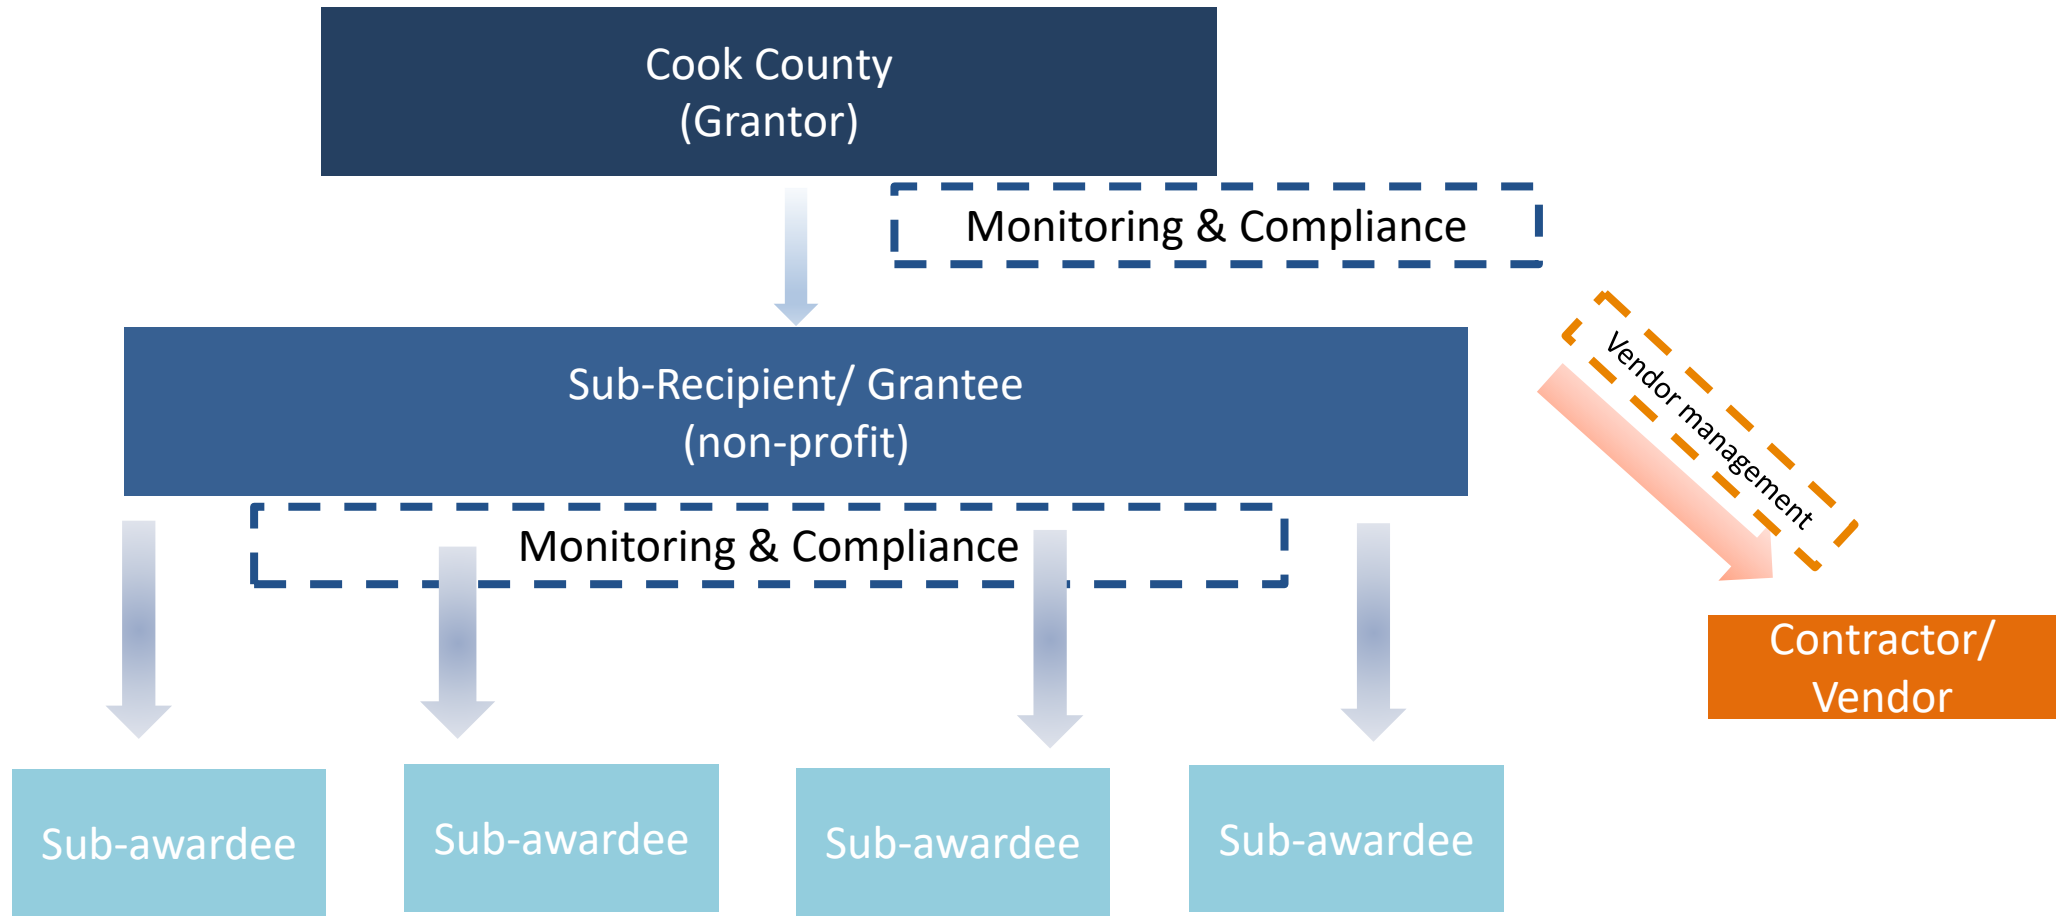 Cook County
(Grantor)
Monitoring & Compliance
Sub-Recipient/ Grantee
(non-profit)
Vendor management
Monitoring & Compliance
Contractor/
Vendor
Sub-awardee
Sub-awardee
Sub-awardee
Sub-awardee